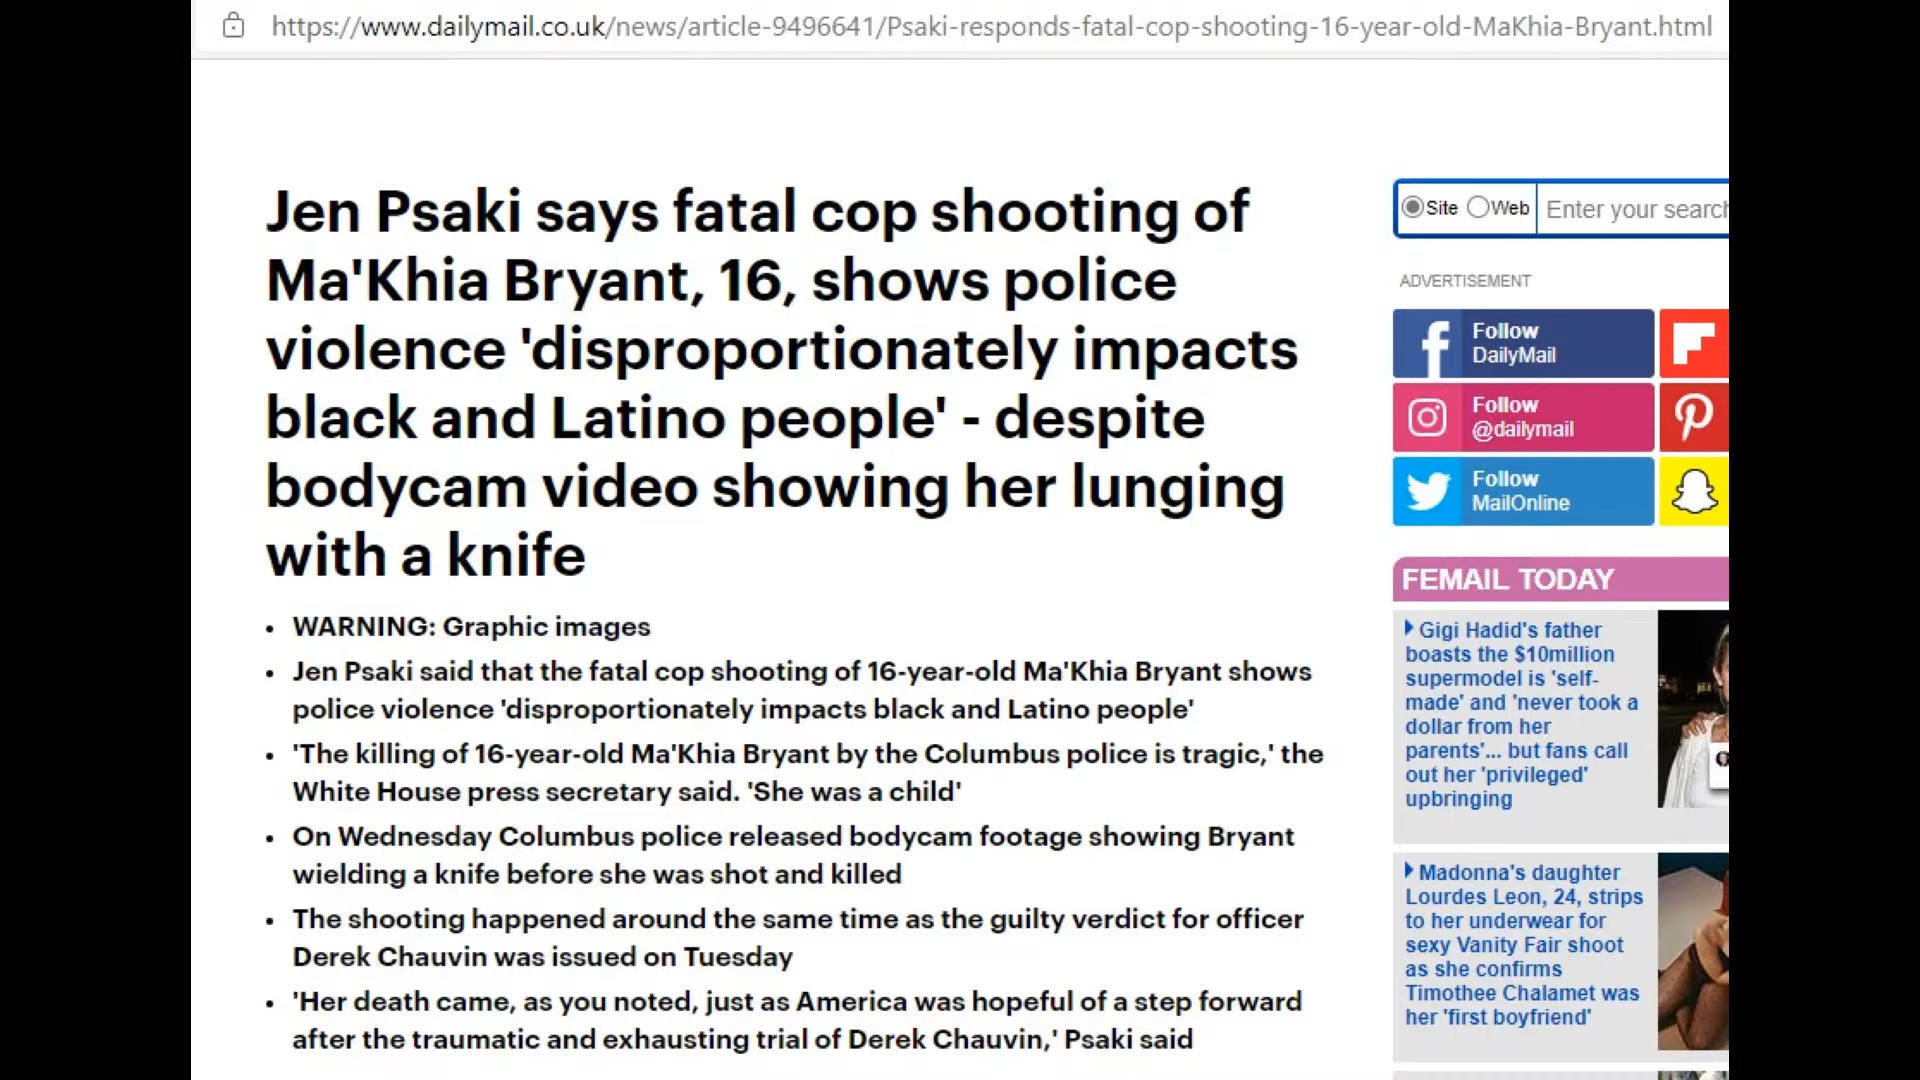 https://www.dailymail.co.uk/news/article-9496641/Psaki-responds-fatal-cop-shooting-16-year-old-MaKhia-Bryant.html
Jen Psaki says fatal cop shooting of
Ma'Khia Bryant, 16, shows police
violence 'disproportionately impacts
black and Latino people' - despite
bodycam video showing her lunging
with a knife
• WARNING: Graphic images
• Jen Psaki said that the fatal cop shooting of 16-year-old Ma'Khia Bryant shows
police violence 'disproportionately impacts black and Latino people'
• 'The killing of 16-year-old Ma'Khia Bryant by the Columbus police is tragic,' the
White House press secretary said. 'She was a child'
• On Wednesday Columbus police released bodycam footage showing Bryant
wielding a knife before she was shot and killed
• The shooting happened around the same time as the guilty verdict for officer
Derek Chauvin was issued on Tuesday
• 'Her death came, as you noted, just as America was hopeful of a step forward
after the traumatic and exhausting trial of Derek Chauvin,' Psaki said
Site Web Enter your search
ADVERTISEMENT
Follow
DailyMail
Follow
@dailymail
Follow
MailOnline
FEMAIL TODAY
Gigi Hadid's father
boasts the $10million
supermodel is 'self-
made' and 'never took a
dollar from her
parents'... but fans call
out her 'privileged'
upbringing
Madonna's daughter
Lourdes Leon, 24, strips
to her underwear for
sexy Vanity Fair shoot
as she confirms
Timothee Chalamet was
her 'first boyfriend'